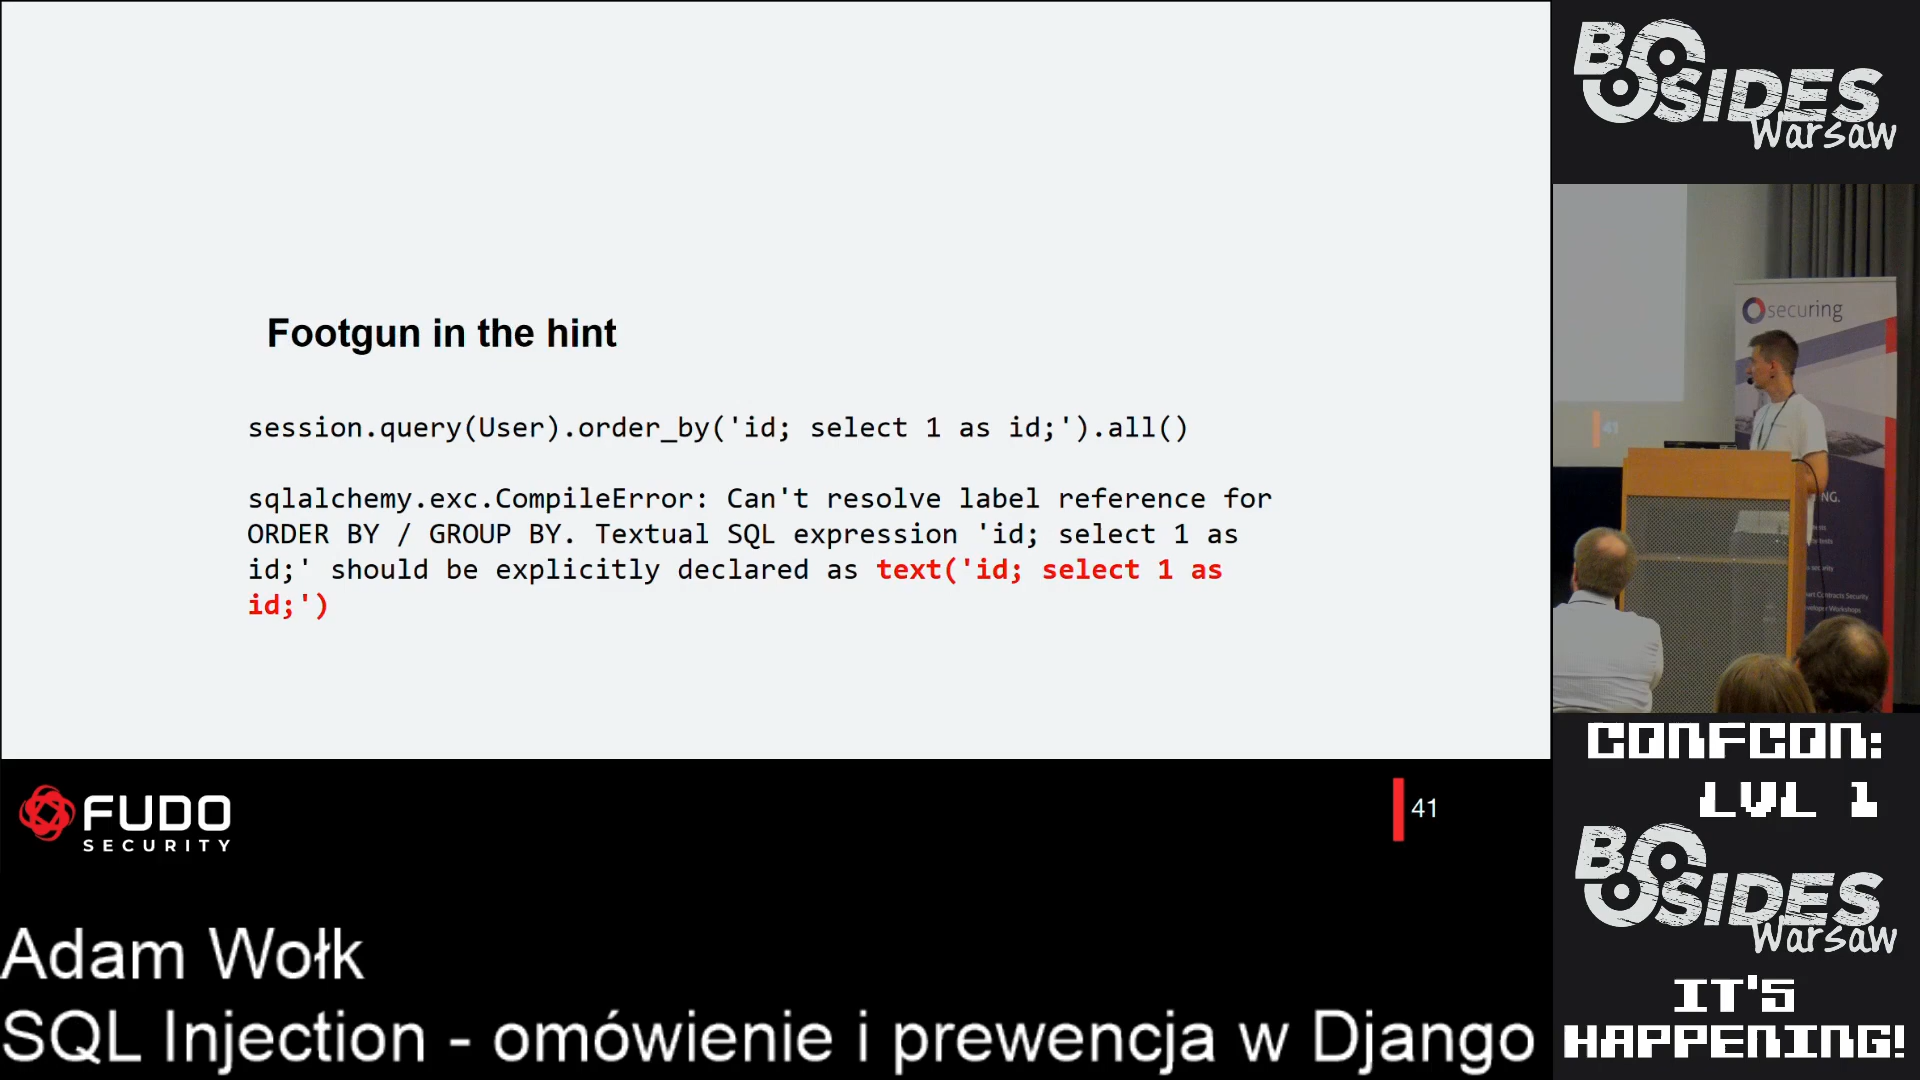 Footgun in the hint
session.query(User).order_by('id; select 1 as id;').all()
sqlalchemy.exc.CompileError: Can't resolve label reference for
ORDER BY / GROUP BY. Textual SQL expression 'id; select 1 as
id;' should be explicitly declared as text('id; select 1 as
id;')
FUDO
SECURITY
41
Adam Wołk
SQL Injection - omówienie i prewencja w Django
BSIDES
Warsaw
securing
41
NG.
CONFCON:
LVL 1
BSIDES
Warsaw
IT'S
HAPPENING!